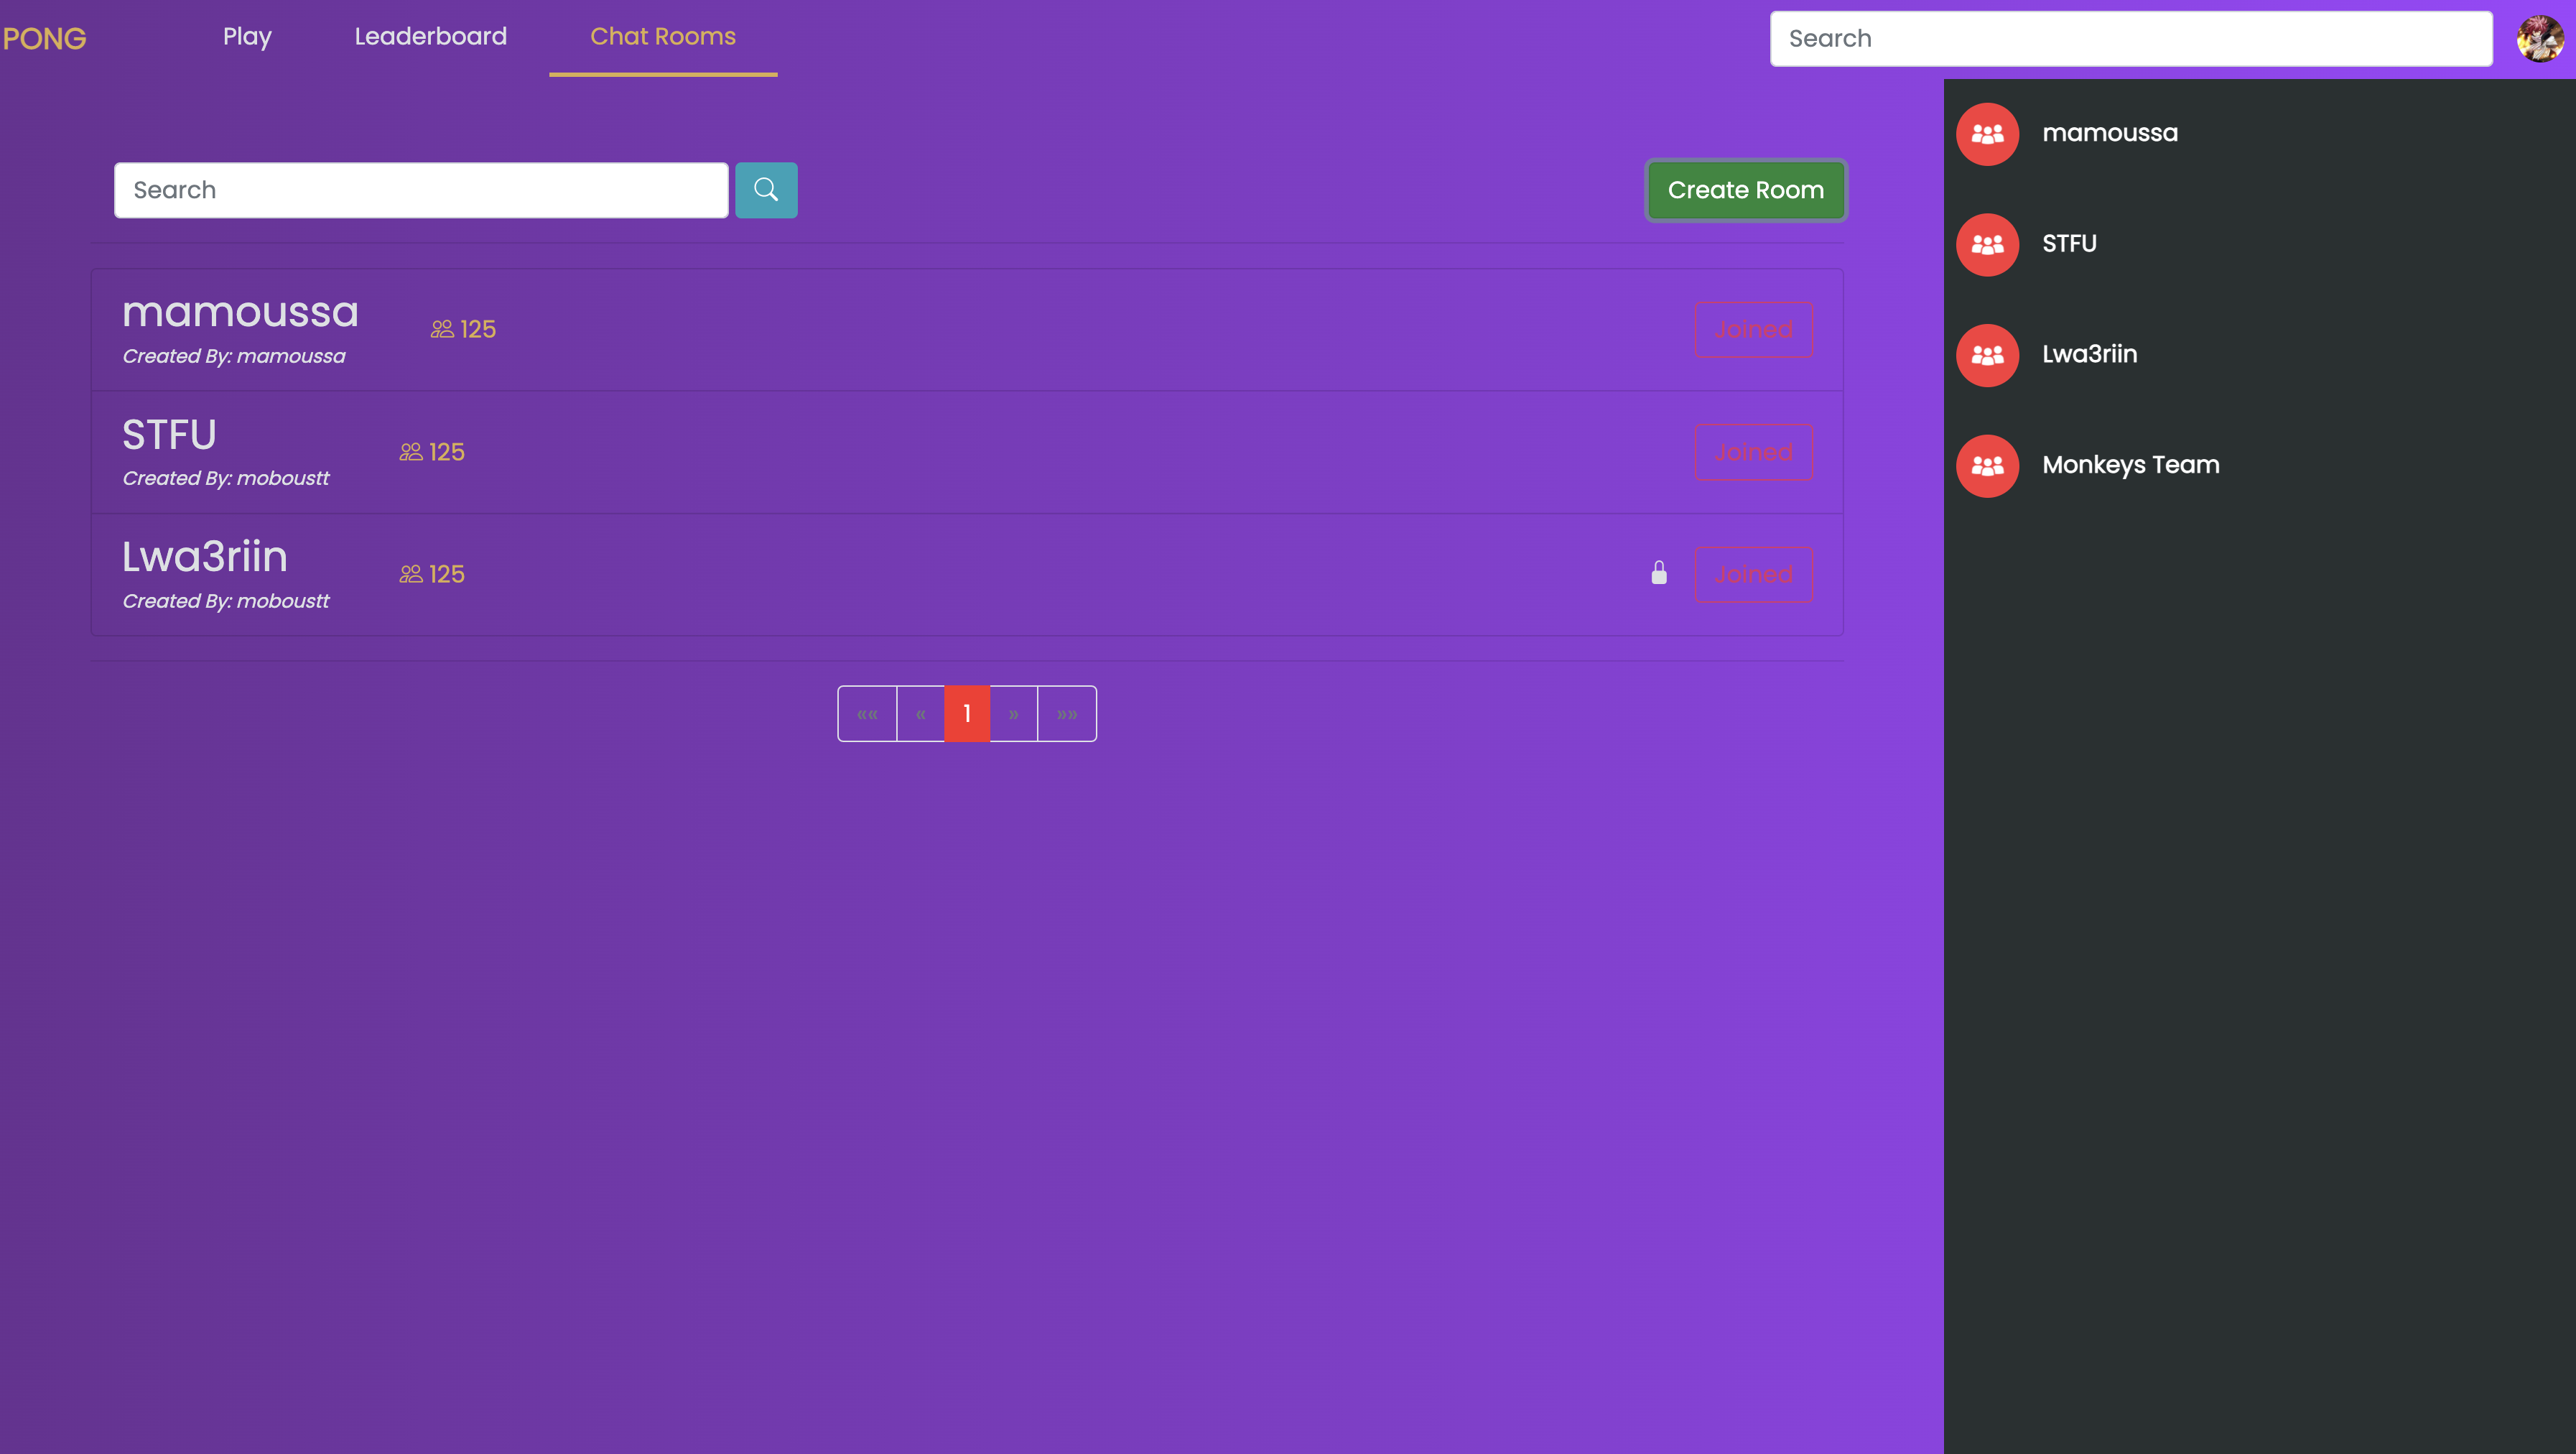 PONG
Play
Leaderboard
Chat Rooms
Search
Search
Create Room
mamoussa
125
Joined
Created By: mamoussa
STFU
125
Joined
Created By: moboustt
Lwa3riin
125
Joined
Created By: moboustt
«« « 1 » »»
mamoussa
STFU
Lwa3riin
Monkeys Team